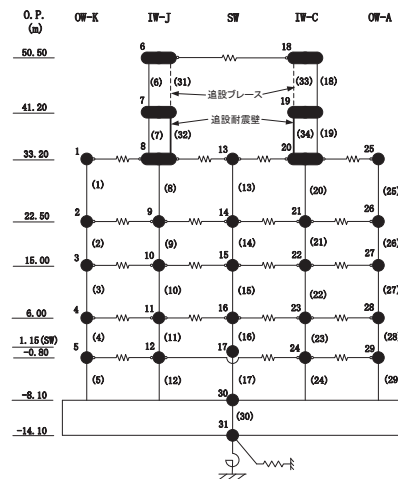 O.P. OW-K IW-J SW IW-C OW-A
(m)
50.50 6 18
(6) (31) (33) (18)
追設ブレース
41.20 7 19
追設耐震壁
(7) (32) (34) (19)
33.20 1 8 13 20 25
(1) (8) (13) (20) (25)
22.50 2 9 14 21 26
(2) (9) (14) (21) (26)
15.00 3 10 15 22 27
(3) (10) (15) (22) (27)
6.00 4 11 16 23 28
1.15(SW) (4) (11) (16) (23) (28)
-0.80 5 12 17 24 29
(5) (12) (17) (24) (29)
-8.10 30
(30)
-14.10 31